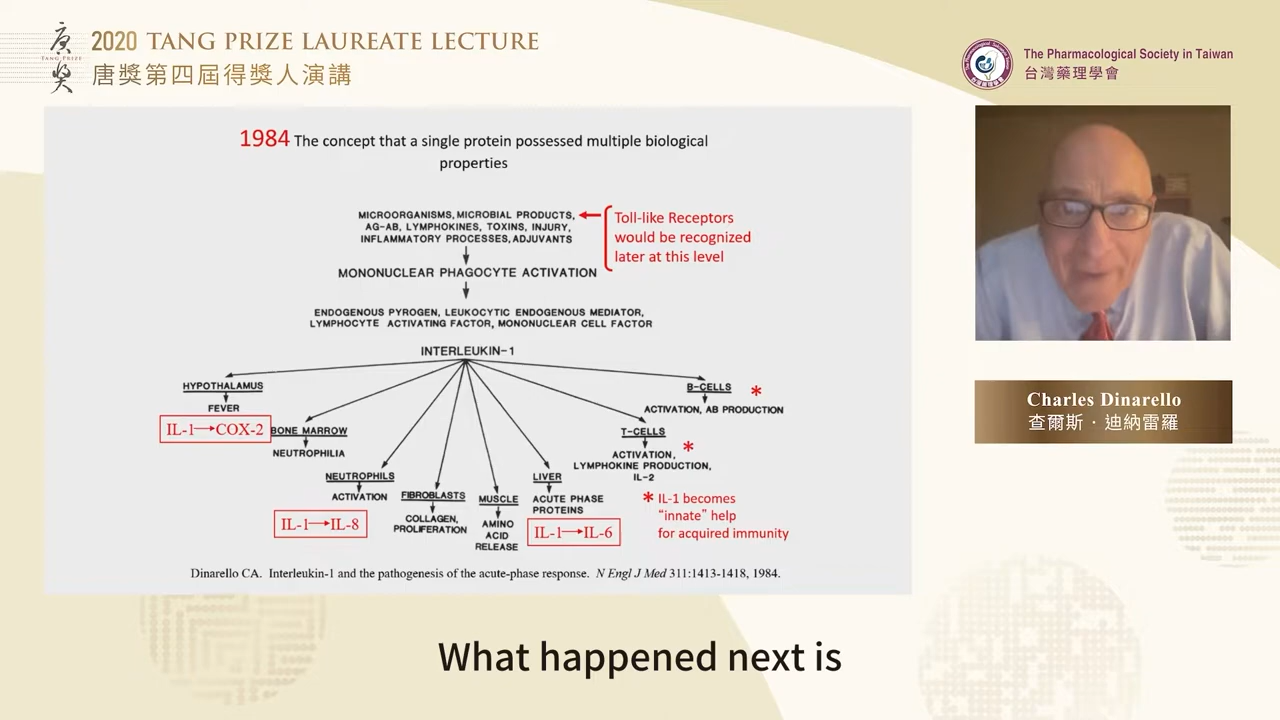 唐獎
TANG PRIZE
2020 TANG PRIZE LAUREATE LECTURE
唐獎第四屆得獎人演講
The Pharmacological Society in Taiwan
台灣藥理學會
1984 The concept that a single protein possessed multiple biological
properties
MICROORGANISMS, MICROBIAL PRODUCTS,
AG-AB, LYMPHOKINES, TOXINS, INJURY,
INFLAMMATORY PROCESSES, ADJUVANTS
Toll-like Receptors
would be recognized
later at this level
MONONUCLEAR PHAGOCYTE ACTIVATION
ENDOGENOUS PYROGEN, LEUKOCYTIC ENDOGENOUS MEDIATOR,
LYMPHOCYTE ACTIVATING FACTOR, MONONUCLEAR CELL FACTOR
INTERLEUKIN-1
HYPOTHALAMUS
FEVER
IL-1→COX-2
BONE MARROW
NEUTROPHILIA
NEUTROPHILS
ACTIVATION
IL-1→IL-8
FIBROBLASTS
COLLAGEN,
PROLIFERATION
MUSCLE
AMINO
ACID
RELEASE
LIVER
ACUTE PHASE
PROTEINS
IL-1→IL-6
T-CELLS
ACTIVATION, *
LYMPHOKINE PRODUCTION,
IL-2
B-CELLS *
ACTIVATION, AB PRODUCTION
* IL-1 becomes
“innate” help
for acquired immunity
Dinarello CA. Interleukin-1 and the pathogenesis of the acute-phase response. N Engl J Med 311:1413-1418, 1984.
Charles Dinarello
查爾斯・迪納雷羅
What happened next is